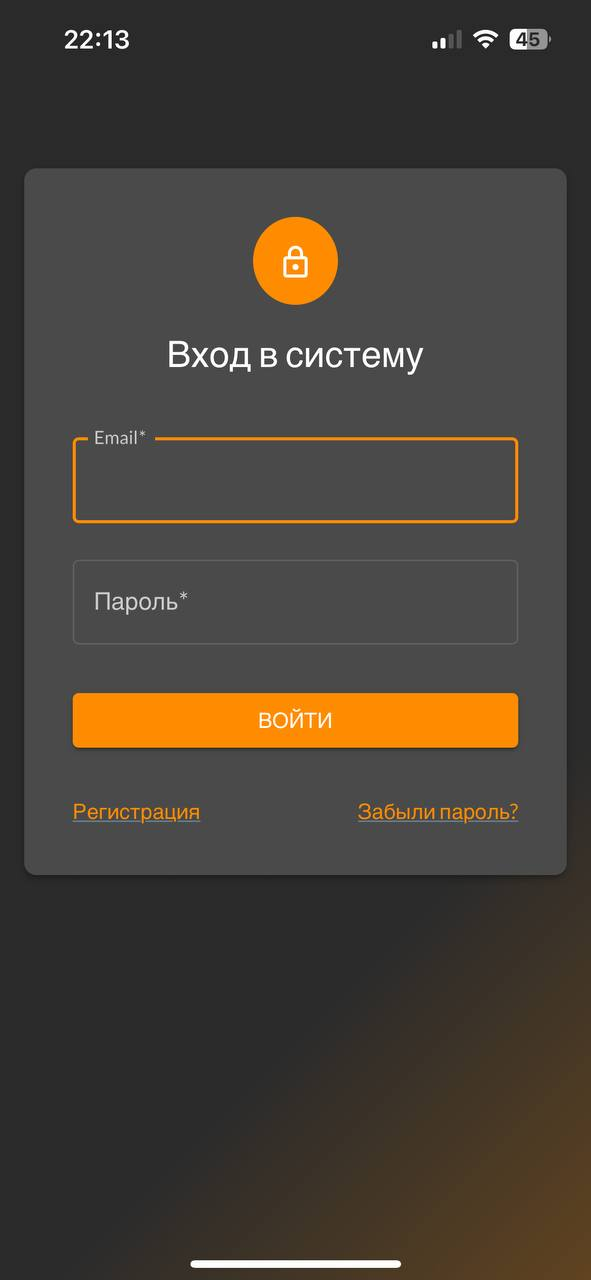 22:13
45
Вход в систему
Email*
Пароль*
ВОЙТИ
Регистрация
Забыли пароль?